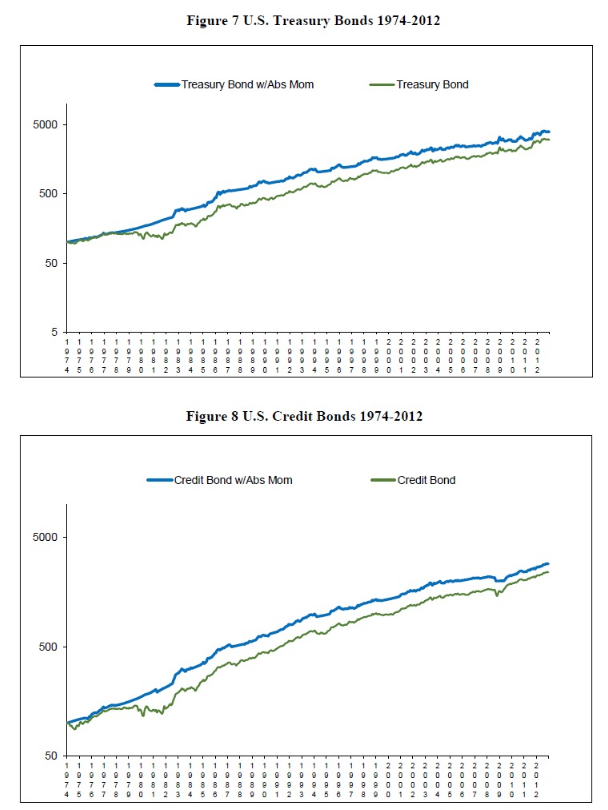 Figure 7 U.S. Treasury Bonds 1974-2012
Treasury Bond w/Abs Mom
Treasury Bond
5000
500
50
5
1974 1975 1976 1977 1978 1979 1980 1981 1982 1983 1984 1985 1986 1987 1988 1989 1990 1991 1992 1993 1994 1995 1996 1997 1998 1999 2000 2001 2002 2003 2004 2005 2006 2007 2008 2009 2010 2011 2012
Figure 8 U.S. Credit Bonds 1974-2012
Credit Bond w/Abs Mom
Credit Bond
5000
500
50
1974 1975 1976 1977 1978 1979 1980 1981 1982 1983 1984 1985 1986 1987 1988 1989 1990 1991 1992 1993 1994 1995 1996 1997 1998 1999 2000 2001 2002 2003 2004 2005 2006 2007 2008 2009 2010 2011 2012